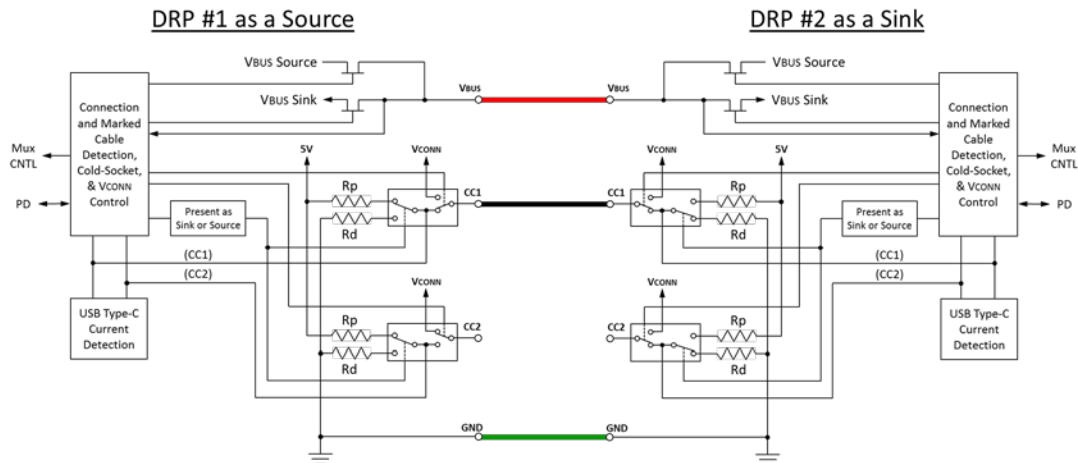 DRP #1 as a Source
DRP #2 as a Sink
VBUS Source
VBUS Sink
Connection
and Marked
Cable
Detection,
Cold-Socket,
& VCONN
Control
Mux
CNTL
PD
Present as
Sink or Source
(CC1)
(CC2)
USB Type-C
Current
Detection
5V
VCONN
Rp
Rd
CC1
VCONN
Rp
Rd
CC2
VBUS
VBUS
GND
GND
VBUS Source
VBUS Sink
VCONN
5V
CC1
Rp
Rd
VCONN
CC2
Rp
Rd
Connection
and Marked
Cable
Detection,
Cold-Socket,
& VCONN
Control
Mux
CNTL
PD
Present as
Sink or Source
(CC1)
(CC2)
USB Type-C
Current
Detection